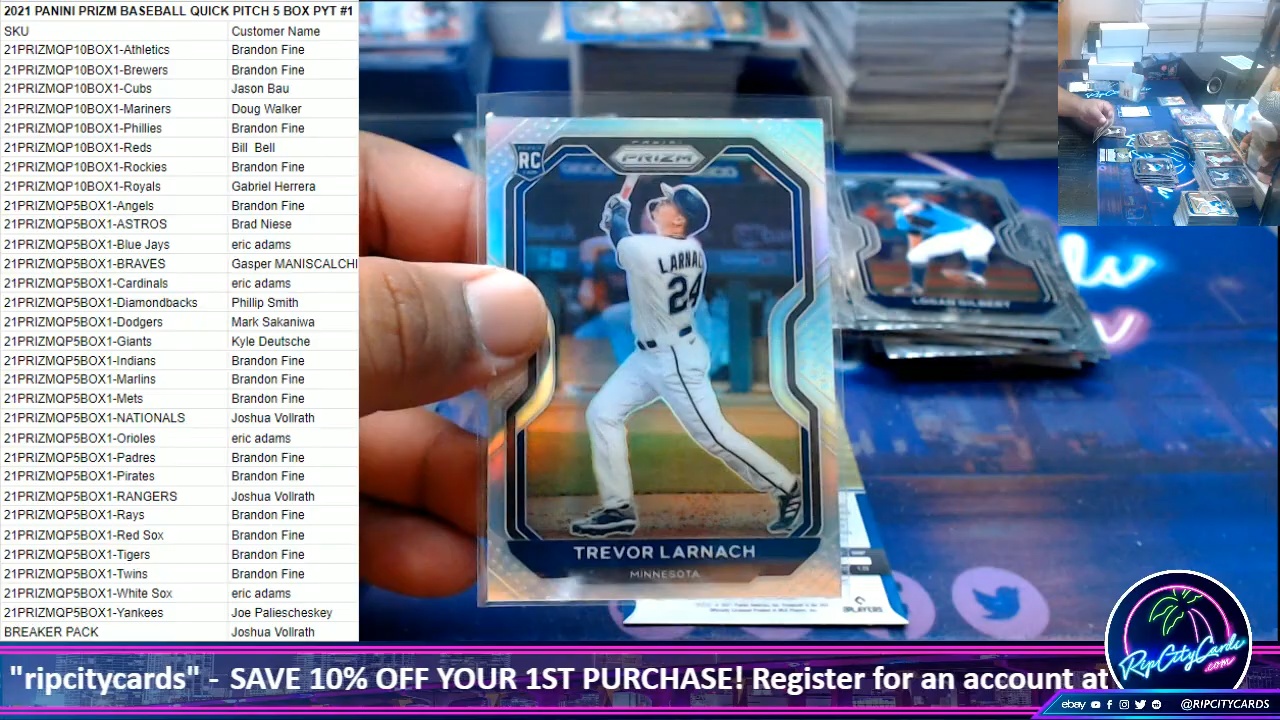 2021 PANINI PRIZM BASEBALL QUICK PITCH 5 BOX PYT #1
SKU Customer Name
21PRIZMQP10BOX1-Athletics Brandon Fine
21PRIZMQP10BOX1-Brewers Brandon Fine
21PRIZMQP10BOX1-Cubs Jason Bau
21PRIZMQP10BOX1-Mariners Doug Walker
21PRIZMQP10BOX1-Phillies Brandon Fine
21PRIZMQP10BOX1-Reds Bill Bell
21PRIZMQP10BOX1-Rockies Brandon Fine
21PRIZMQP10BOX1-Royals Gabriel Herrera
21PRIZMQP5BOX1-Angels Brandon Fine
21PRIZMQP5BOX1-ASTROS Brad Niese
21PRIZMQP5BOX1-Blue Jays eric adams
21PRIZMQP5BOX1-BRAVES Gasper MANISCALCHI
21PRIZMQP5BOX1-Cardinals eric adams
21PRIZMQP5BOX1-Diamondbacks Phillip Smith
21PRIZMQP5BOX1-Dodgers Mark Sakaniwa
21PRIZMQP5BOX1-Giants Kyle Deutsche
21PRIZMQP5BOX1-Indians Brandon Fine
21PRIZMQP5BOX1-Marlins Brandon Fine
21PRIZMQP5BOX1-Mets Brandon Fine
21PRIZMQP5BOX1-NATIONALS Joshua Vollrath
21PRIZMQP5BOX1-Orioles eric adams
21PRIZMQP5BOX1-Padres Brandon Fine
21PRIZMQP5BOX1-Pirates Brandon Fine
21PRIZMQP5BOX1-RANGERS Joshua Vollrath
21PRIZMQP5BOX1-Rays Brandon Fine
21PRIZMQP5BOX1-Red Sox Brandon Fine
21PRIZMQP5BOX1-Tigers Brandon Fine
21PRIZMQP5BOX1-Twins Brandon Fine
21PRIZMQP5BOX1-White Sox eric adams
21PRIZMQP5BOX1-Yankees Joe Paliescheskey
BREAKER PACK Joshua Vollrath
RC
PANINI
PRIZM
LARNAC
24
TREVOR LARNACH
MINNESOTA
LOGAN GILBERT
PLAYERS
RipCityCards
.com
"ripcitycards" - SAVE 10% OFF YOUR 1ST PURCHASE! Register for an account at
ebay @RIPCITYCARDS